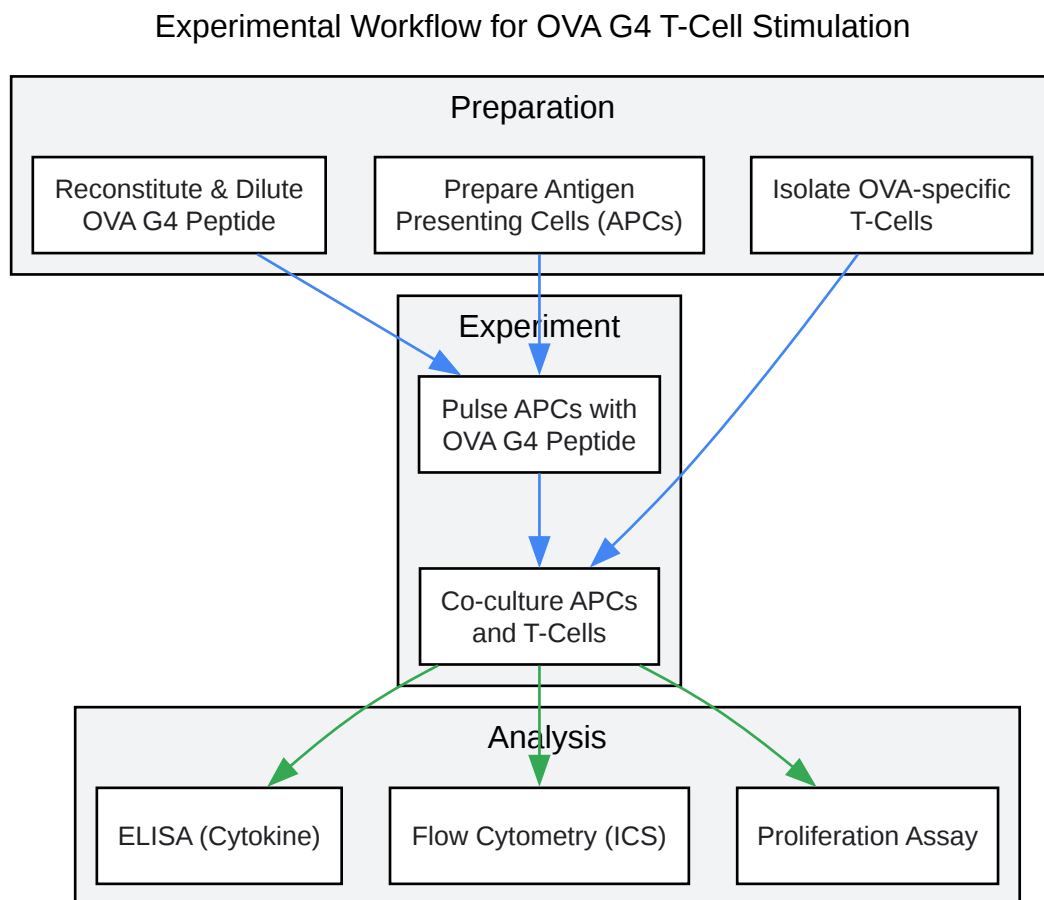 Experimental Workflow for OVA G4 T-Cell Stimulation
Preparation
Reconstitute & Dilute
OVA G4 Peptide
Prepare Antigen
Presenting Cells (APCs)
Isolate OVA-specific
T-Cells
Experiment
Pulse APCs with
OVA G4 Peptide
Co-culture APCs
and T-Cells
Analysis
ELISA (Cytokine)
Flow Cytometry (ICS)
Proliferation Assay